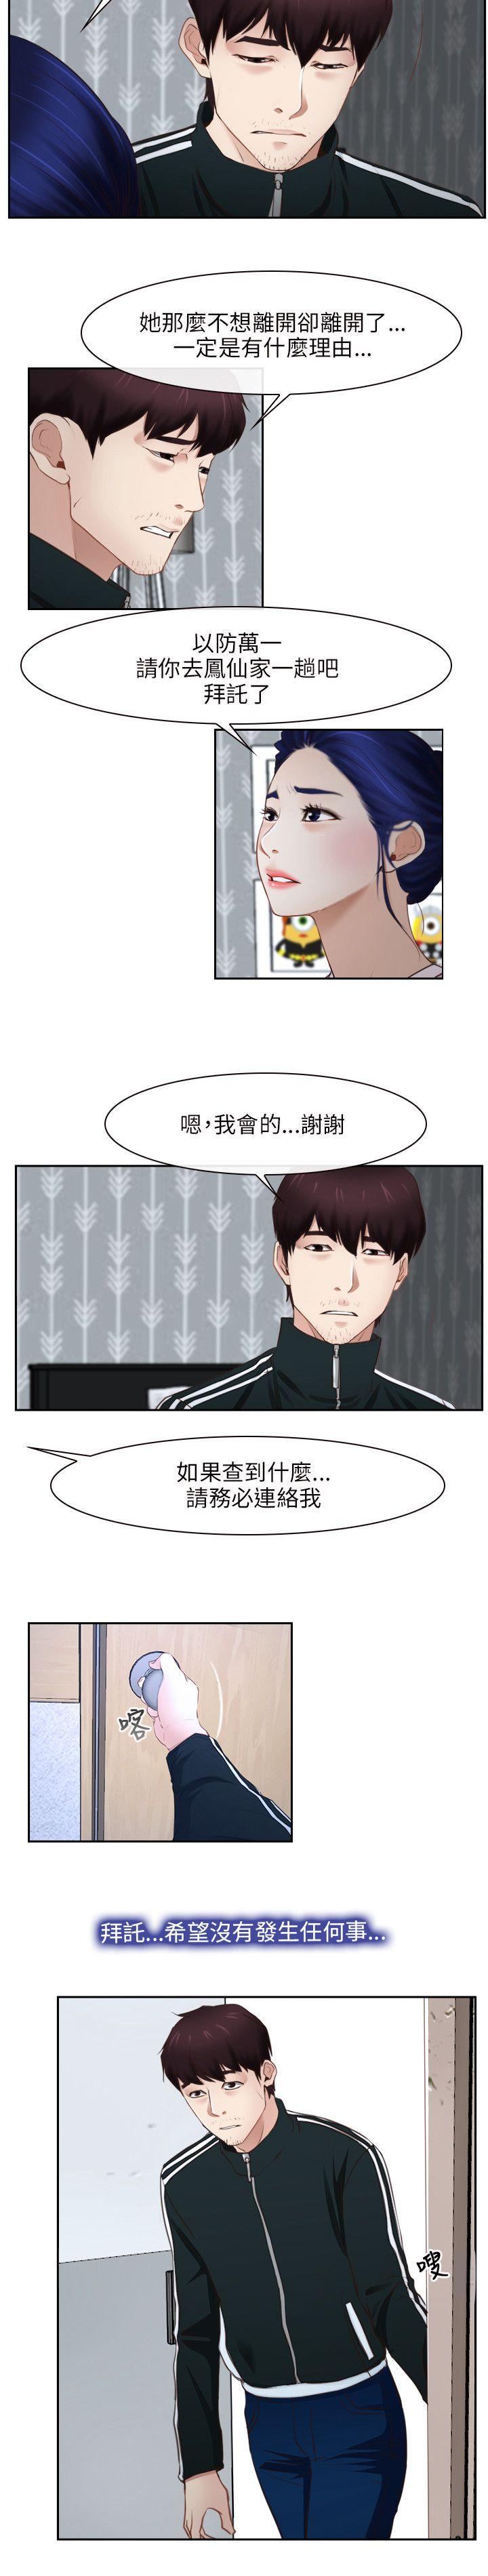 她那麼不想離開卻離開了...
一定是有什麼理由...
以防萬一
請你去鳳仙家一趟吧
拜託了
嗯，我會的...謝謝
如果查到什麼...
請務必連絡我
喀
拜託...希望沒有發生任何事...
嗖